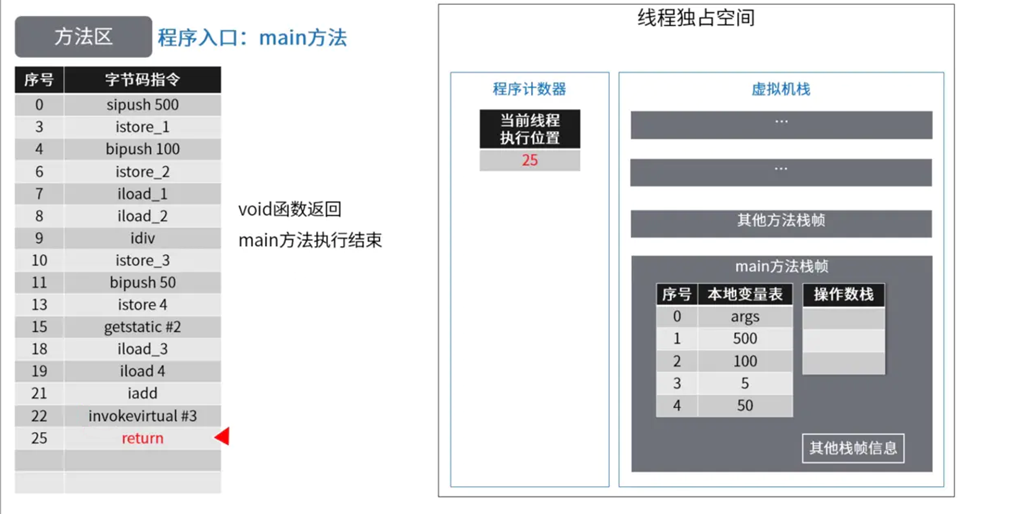 方法区 程序入口：main方法
序号 字节码指令
0 sipush 500
3 istore_1
4 bipush 100
6 istore_2
7 iload_1
8 iload_2
9 idiv
10 istore_3
11 bipush 50
13 istore 4
15 getstatic #2
18 iload_3
19 iload 4
21 iadd
22 invokevirtual #3
25 return
void函数返回
main方法执行结束
线程独占空间
程序计数器
当前线程
执行位置
25
虚拟机栈
...
...
其他方法栈帧
main方法栈帧
序号 本地变量表 操作数栈
0 args
1 500
2 100
3 5
4 50
其他栈帧信息